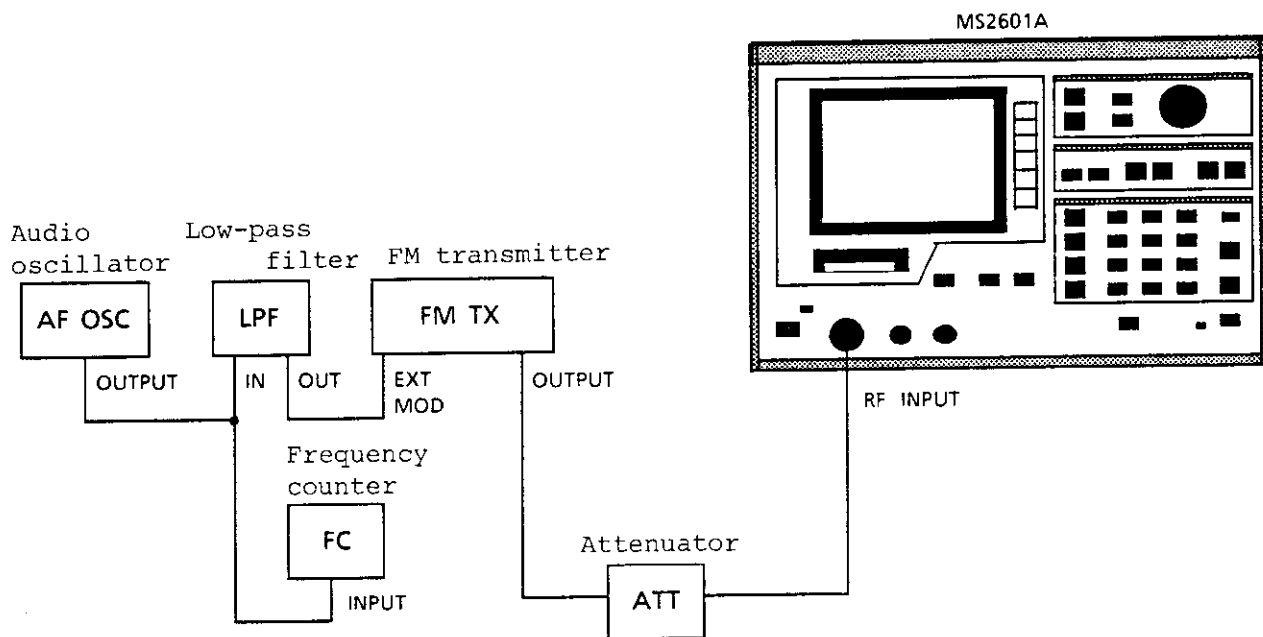 MS2601A
Audio
oscillator
Low-pass
filter
FM transmitter
AF OSC
LPF
FM TX
OUTPUT
IN
OUT
EXT
MOD
OUTPUT
RF INPUT
Frequency
counter
FC
INPUT
Attenuator
ATT